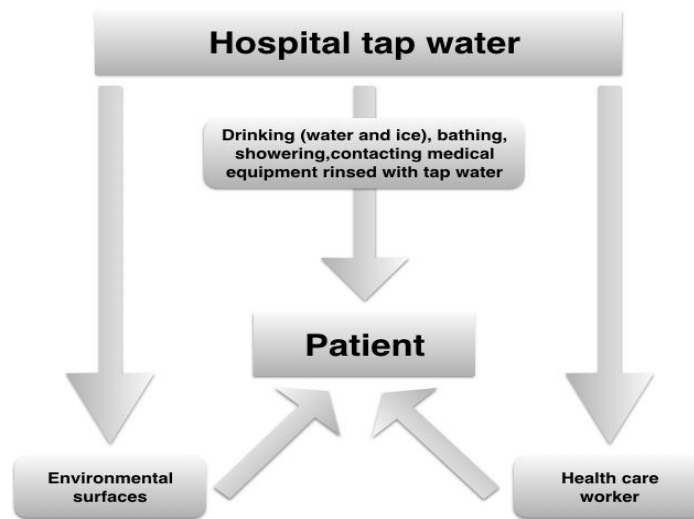 Hospital tap water
Drinking (water and ice), bathing,
showering,contacting medical
equipment rinsed with tap water
Patient
Environmental
surfaces
Health care
worker